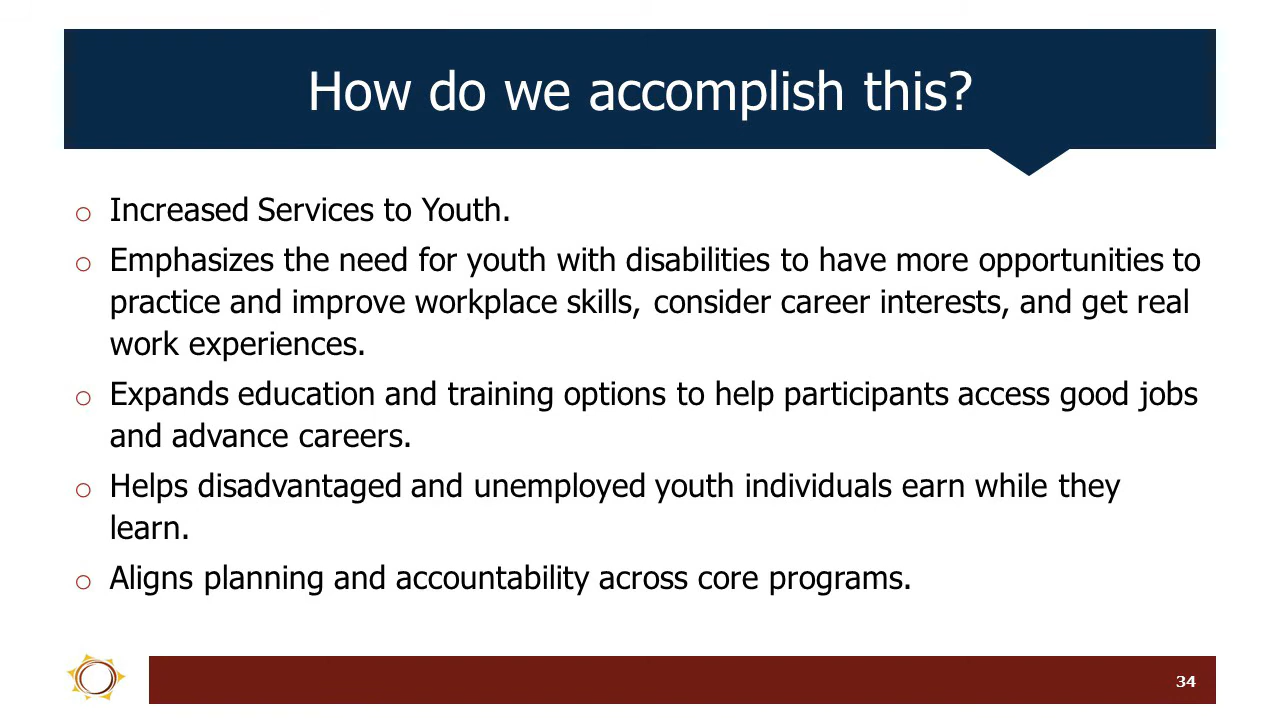 How do we accomplish this?
o Increased Services to Youth.
o Emphasizes the need for youth with disabilities to have more opportunities to
practice and improve workplace skills, consider career interests, and get real
work experiences.
o Expands education and training options to help participants access good jobs
and advance careers.
o Helps disadvantaged and unemployed youth individuals earn while they
learn.
o Aligns planning and accountability across core programs.
34